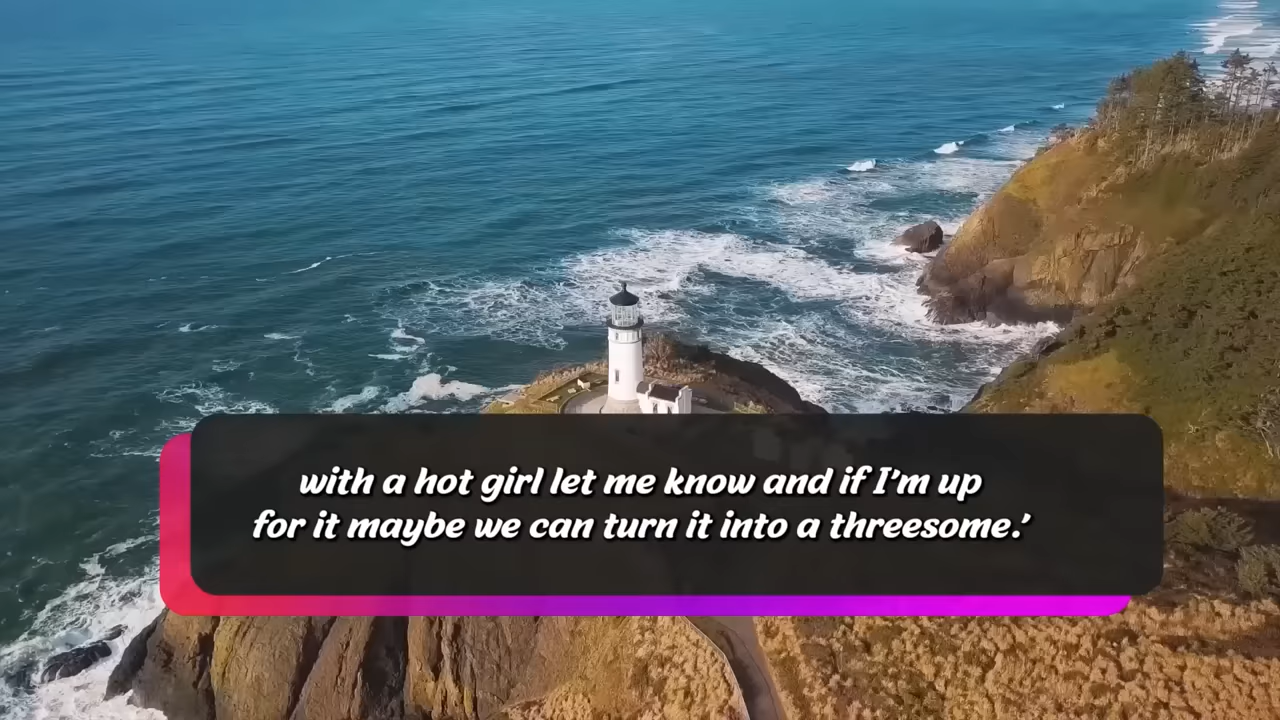 with a hot girl let me know and if I'm up
for it maybe we can turn it into a threesome.'